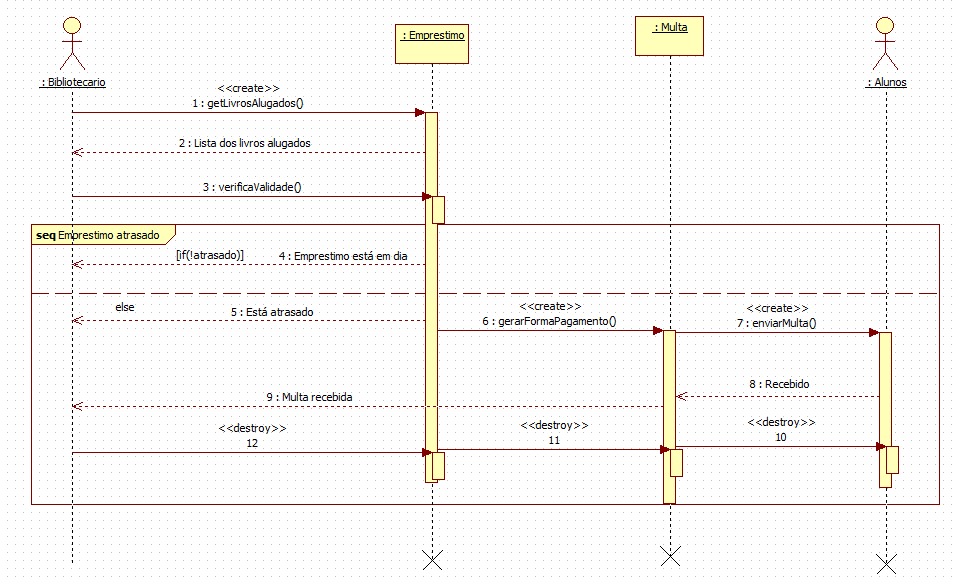 : Bibliotecario
: Emprestimo
: Multa
: Alunos
<<create>>
1 : getLivrosAlugados()
2 : Lista dos livros alugados
3 : verificaValidade()
seq Emprestimo atrasado
[if(!atrasado)]
4 : Emprestimo está em dia
else
5 : Está atrasado
<<create>>
6 : gerarFormaPagamento()
<<create>>
7 : enviarMulta()
8 : Recebido
9 : Multa recebida
<<destroy>>
12
<<destroy>>
11
<<destroy>>
10